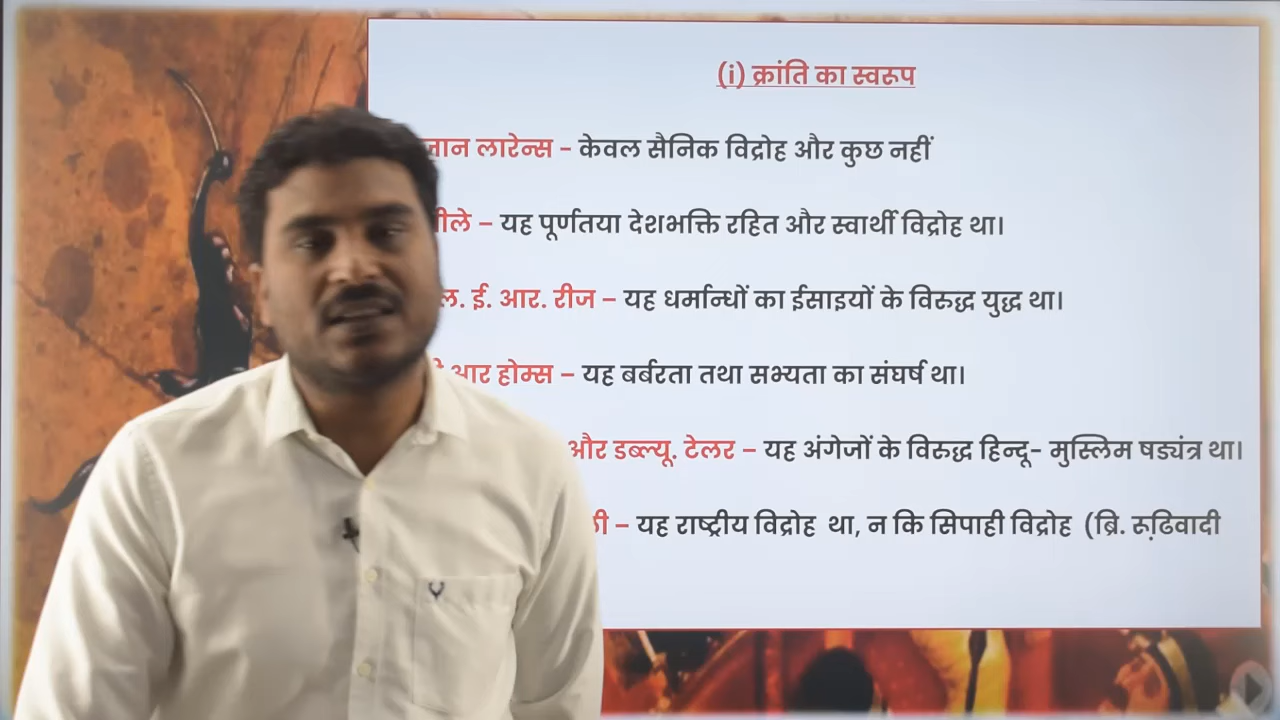 (i) क्रांति का स्वरूप
जान लारेन्स - केवल सैनिक विद्रोह और कुछ नहीं
– यह पूर्णतया देशभक्ति रहित और स्वार्थी विद्रोह था।
ई. आर. रीज – यह धर्मान्धों का ईसाइयों के विरुद्ध युद्ध था।
आर होम्स – यह बर्बरता तथा सभ्यता का संघर्ष था।
और डब्ल्यू. टेलर – यह अंगेजों के विरुद्ध हिन्दू- मुस्लिम षड्यंत्र था।
– यह राष्ट्रीय विद्रोह था, न कि सिपाही विद्रोह (ब्रि. रूढि़वादी